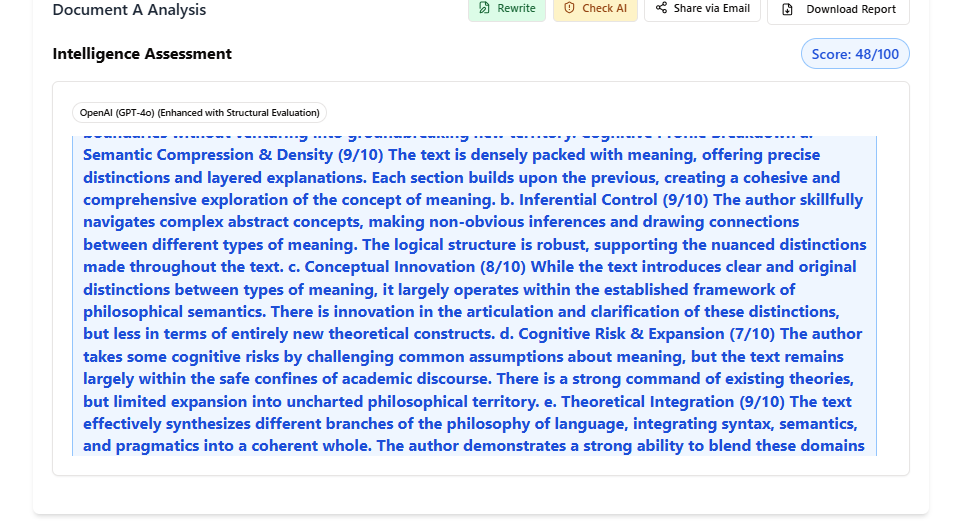 Document A Analysis
Rewrite
Check AI
Share via Email
Download Report
Intelligence Assessment
Score: 48/100
OpenAI (GPT-4o) (Enhanced with Structural Evaluation)
boundaries without venturing into groundbreaking new territory. Cognitive Profile Breakdown a.
Semantic Compression & Density (9/10) The text is densely packed with meaning, offering precise
distinctions and layered explanations. Each section builds upon the previous, creating a cohesive and
comprehensive exploration of the concept of meaning. b. Inferential Control (9/10) The author skillfully
navigates complex abstract concepts, making non-obvious inferences and drawing connections
between different types of meaning. The logical structure is robust, supporting the nuanced distinctions
made throughout the text. c. Conceptual Innovation (8/10) While the text introduces clear and original
distinctions between types of meaning, it largely operates within the established framework of
philosophical semantics. There is innovation in the articulation and clarification of these distinctions,
but less in terms of entirely new theoretical constructs. d. Cognitive Risk & Expansion (7/10) The author
takes some cognitive risks by challenging common assumptions about meaning, but the text remains
largely within the safe confines of academic discourse. There is a strong command of existing theories,
but limited expansion into uncharted philosophical territory. e. Theoretical Integration (9/10) The text
effectively synthesizes different branches of the philosophy of language, integrating syntax, semantics,
and pragmatics into a coherent whole. The author demonstrates a strong ability to blend these domains